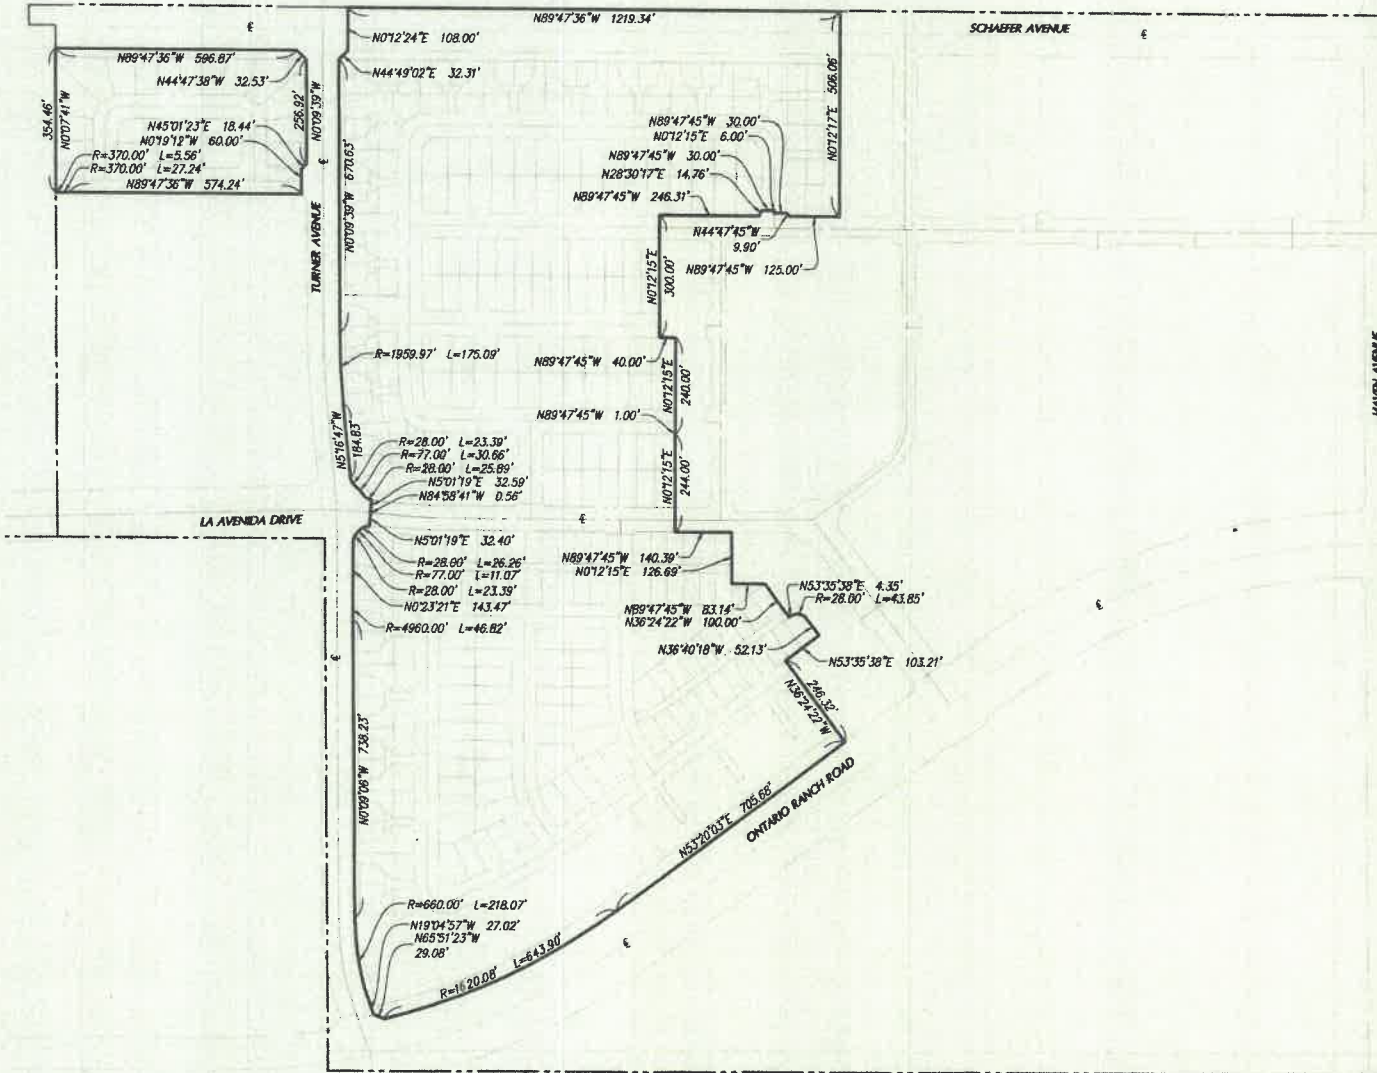 N89°47'36"W 1219.34'
SCHAEFER AVENUE
N0°12'24"E 108.00'
N44°49'02"E 32.31'
N89°47'36"W 596.87'
N44°47'38"W 32.53'
354.46'
N0°07'41"W
256.92'
N0°09'39"W
N45°01'23"E 18.44'
N0°19'12"W 60.00'
R=370.00' L=5.56'
R=370.00' L=27.24'
N89°47'36"W 574.24'
TURNER AVENUE
N0°09'39"W 670.63'
N0°12'17"E 506.06'
N89°47'45"W 30.00'
N0°12'15"E 6.00'
N89°47'45"W 30.00'
N28°30'17"E 14.76'
N89°47'45"W 246.31'
N44°47'45"W
9.90'
N89°47'45"W 125.00'
N0°12'15"E
300.00'
R=1959.97' L=175.09'
N89°47'45"W 40.00'
N0°12'15"E
240.00'
N89°47'45"W 1.00'
N0°12'15"E
244.00'
HAVEN AVENUE
N5°16'47"W
184.83'
R=28.00' L=23.39'
R=77.00' L=30.66'
R=28.00' L=25.89'
N5°01'19"E 32.59'
N84°58'41"W 0.56'
LA AVENIDA DRIVE
N5°01'19"E 32.40'
R=28.00' L=26.26'
R=77.00' L=11.07'
R=28.00' L=23.39'
N0°23'21"E 143.47'
R=4960.00' L=46.82'
N89°47'45"W 140.39'
N0°12'15"E 126.69'
N89°47'45"W 83.14'
N36°24'22"W 100.00'
N53°35'38"E 4.35'
R=28.00' L=43.85'
N36°40'18"W 52.13'
N53°35'38"E 103.21'
246.32'
N36°24'22"W
N0°09'06"W 738.23'
N53°20'03"E 705.68'
ONTARIO RANCH ROAD
R=660.00' L=218.07'
N19°04'57"W 27.02'
N65°51'23"W
29.08'
L=643.90'